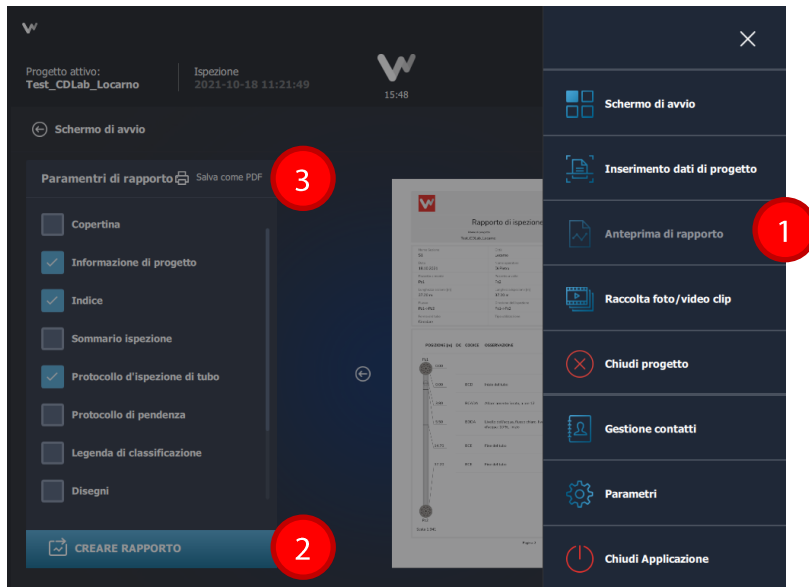 Progetto attivo:
Test_CDLab_Locarno
Ispezione
2021-10-18 11:21:49
15:48
Schermo di avvio
Paramentri di rapporto
Salva come PDF
3
Copertina
Informazione di progetto
Indice
Sommario ispezione
Protocollo d'ispezione di tubo
Protocollo di pendenza
Legenda di classificazione
Disegni
CREARE RAPPORTO
2
Rapporto di ispezione
POSIZIONE [m]
CODICE
OSSERVAZIONE
Schermo di avvio
Inserimento dati di progetto
Anteprima di rapporto
1
Raccolta foto/video clip
Chiudi progetto
Gestione contatti
Parametri
Chiudi Applicazione